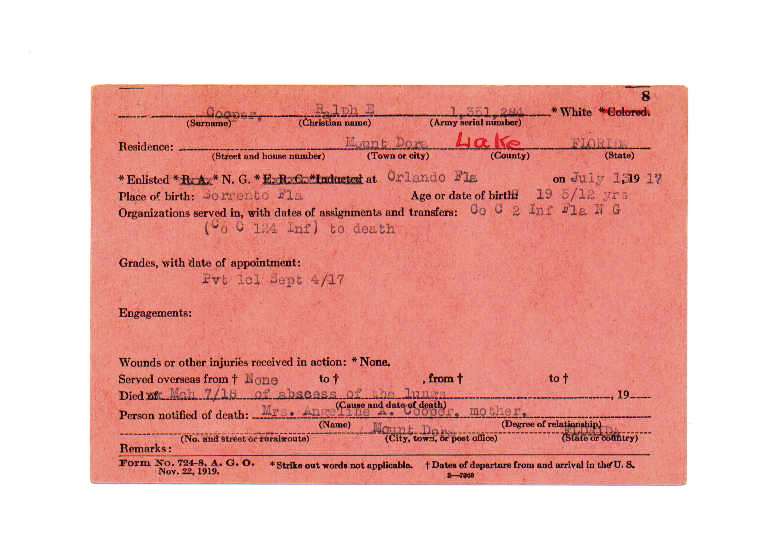 8
Cooper, Ralph E 1,351,284 * White * Colored.
(Surname) (Christian name) (Army serial number)
Residence: Mount Dora Lake FLORIDA
(Street and house number) (Town or city) (County) (State)
* Enlisted * R. A. * N. G. * E. R. C. * Inducted at Orlando Fla on July 13, 19 17
Place of birth: Sorrento Fla Age or date of birth: 19 5/12 yrs
Organizations served in, with dates of assignments and transfers: Co C 2 Inf Fla N G
(Co C 124 Inf) to death
Grades, with date of appointment:
Pvt 1cl Sept 4/17
Engagements:
Wounds or other injuries received in action: * None.
Served overseas from † None to † , from † to †
Died of Mch 7/18 of abscess of the lungs , 19
(Cause and date of death)
Person notified of death: Mrs. Angeline A. Cooper, mother.
(Name) (Degree of relationship)
Mount Dora FLORIDA
(No. and street or rural route) (City, town, or post office) (State or country)
Remarks:
Form No. 724-8, A. G. O. * Strike out words not applicable. † Dates of departure from and arrival in the U. S.
Nov. 22, 1919.